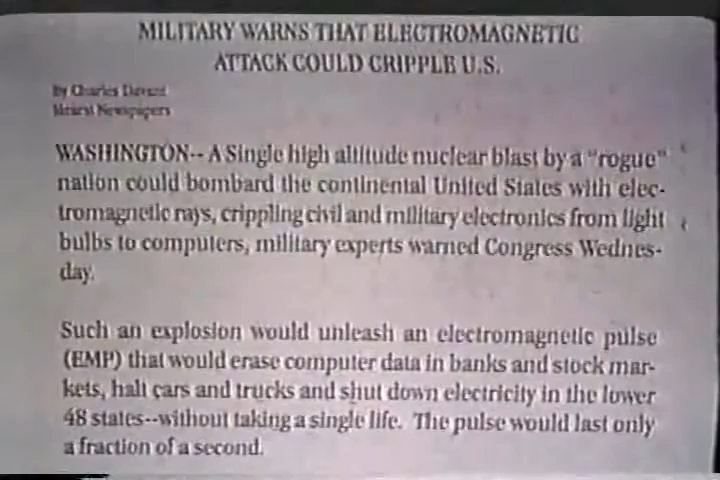 MILITARY WARNS THAT ELECTROMAGNETIC
ATTACK COULD CRIPPLE U.S.
By Charles
Hearst Newspapers
WASHINGTON-- A Single high altitude nuclear blast by a "rogue"
nation could bombard the continental United States with elec-
tromagnetic rays, crippling civil and military electronics from light
bulbs to computers, military experts warned Congress Wednes-
day.
Such an explosion would unleash an electromagnetic pulse
(EMP) that would erase computer data in banks and stock mar-
kets, halt cars and trucks and shut down electricity in the lower
48 states--without taking a single life. The pulse would last only
a fraction of a second.